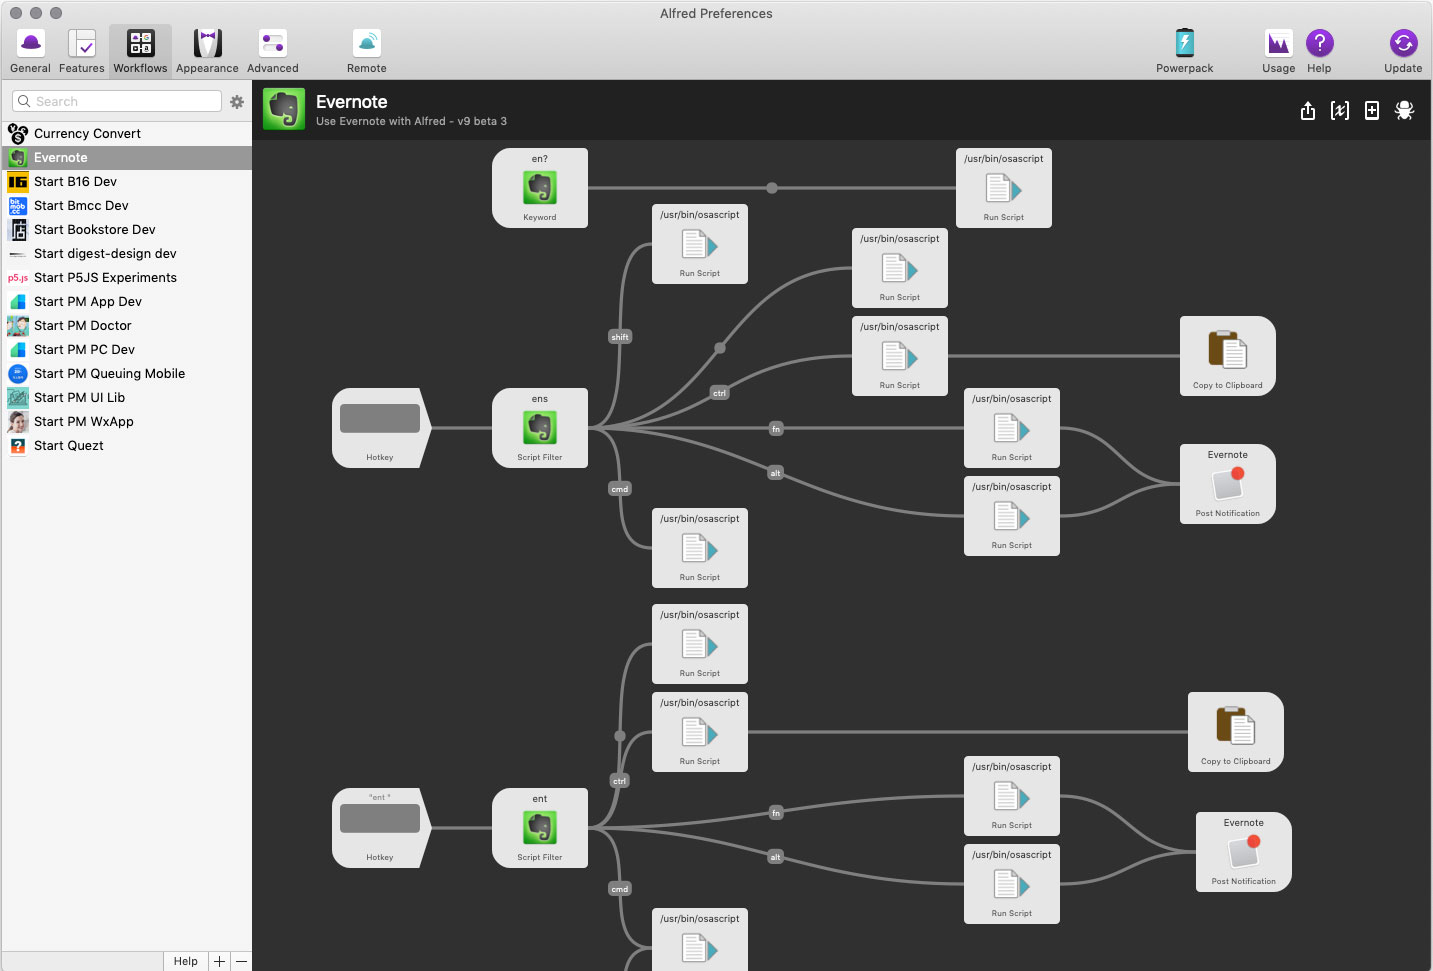 Alfred Preferences
General
Features
Workflows
Appearance
Advanced
Remote
Powerpack
Usage
Help
Update
Search
Currency Convert
Evernote
Start B16 Dev
Start Bmcc Dev
Start Bookstore Dev
Start digest-design dev
Start P5JS Experiments
Start PM App Dev
Start PM Doctor
Start PM PC Dev
Start PM Queuing Mobile
Start PM UI Lib
Start PM WxApp
Start Quezt
16
bit
mob.
cc
p5.js
Help
Evernote
Use Evernote with Alfred - v9 beta 3
en?
Keyword
/usr/bin/osascript
Run Script
/usr/bin/osascript
Run Script
/usr/bin/osascript
Run Script
shift
/usr/bin/osascript
Run Script
ctrl
Copy to Clipboard
Hotkey
ens
Script Filter
fn
/usr/bin/osascript
Run Script
alt
Evernote
Post Notification
cmd
/usr/bin/osascript
Run Script
/usr/bin/osascript
Run Script
/usr/bin/osascript
Run Script
/usr/bin/osascript
Run Script
ctrl
Copy to Clipboard
"ent "
Hotkey
ent
Script Filter
fn
/usr/bin/osascript
Run Script
alt
Evernote
Post Notification
/usr/bin/osascript
Run Script
cmd
/usr/bin/osascript